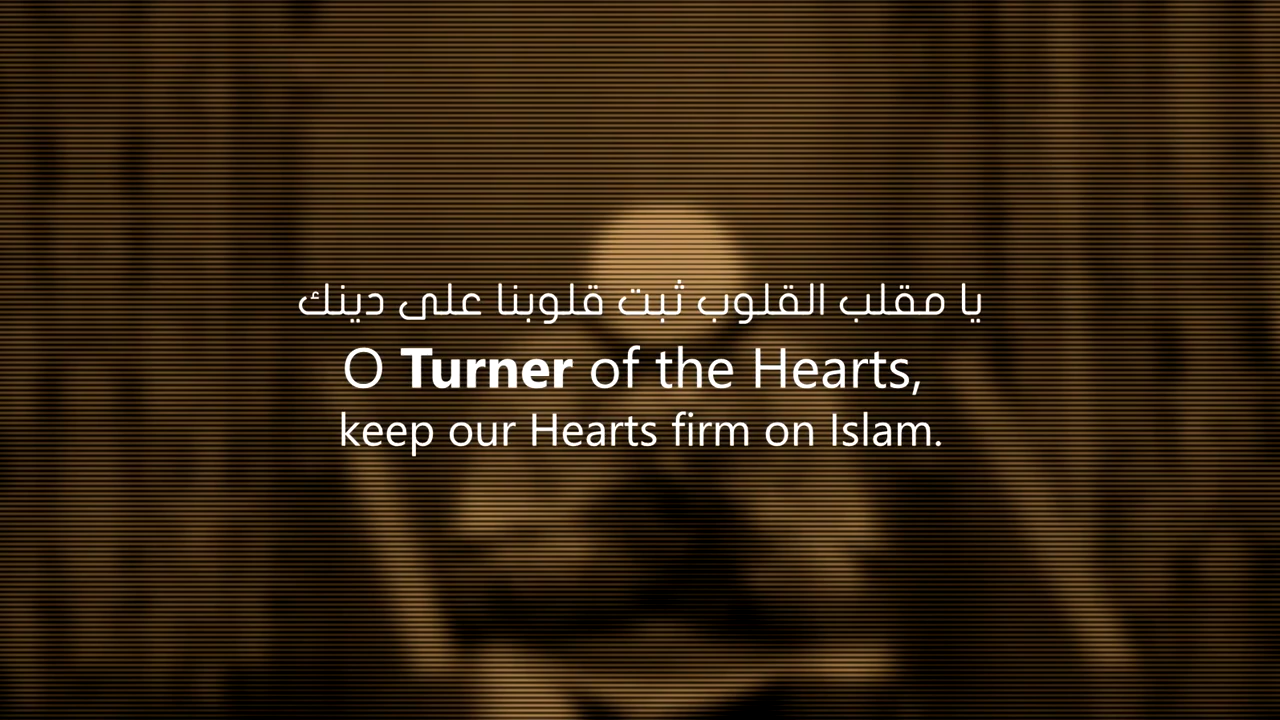 يا مقلب القلوب ثبت قلوبنا على دينك
O Turner of the Hearts,
keep our Hearts firm on Islam.